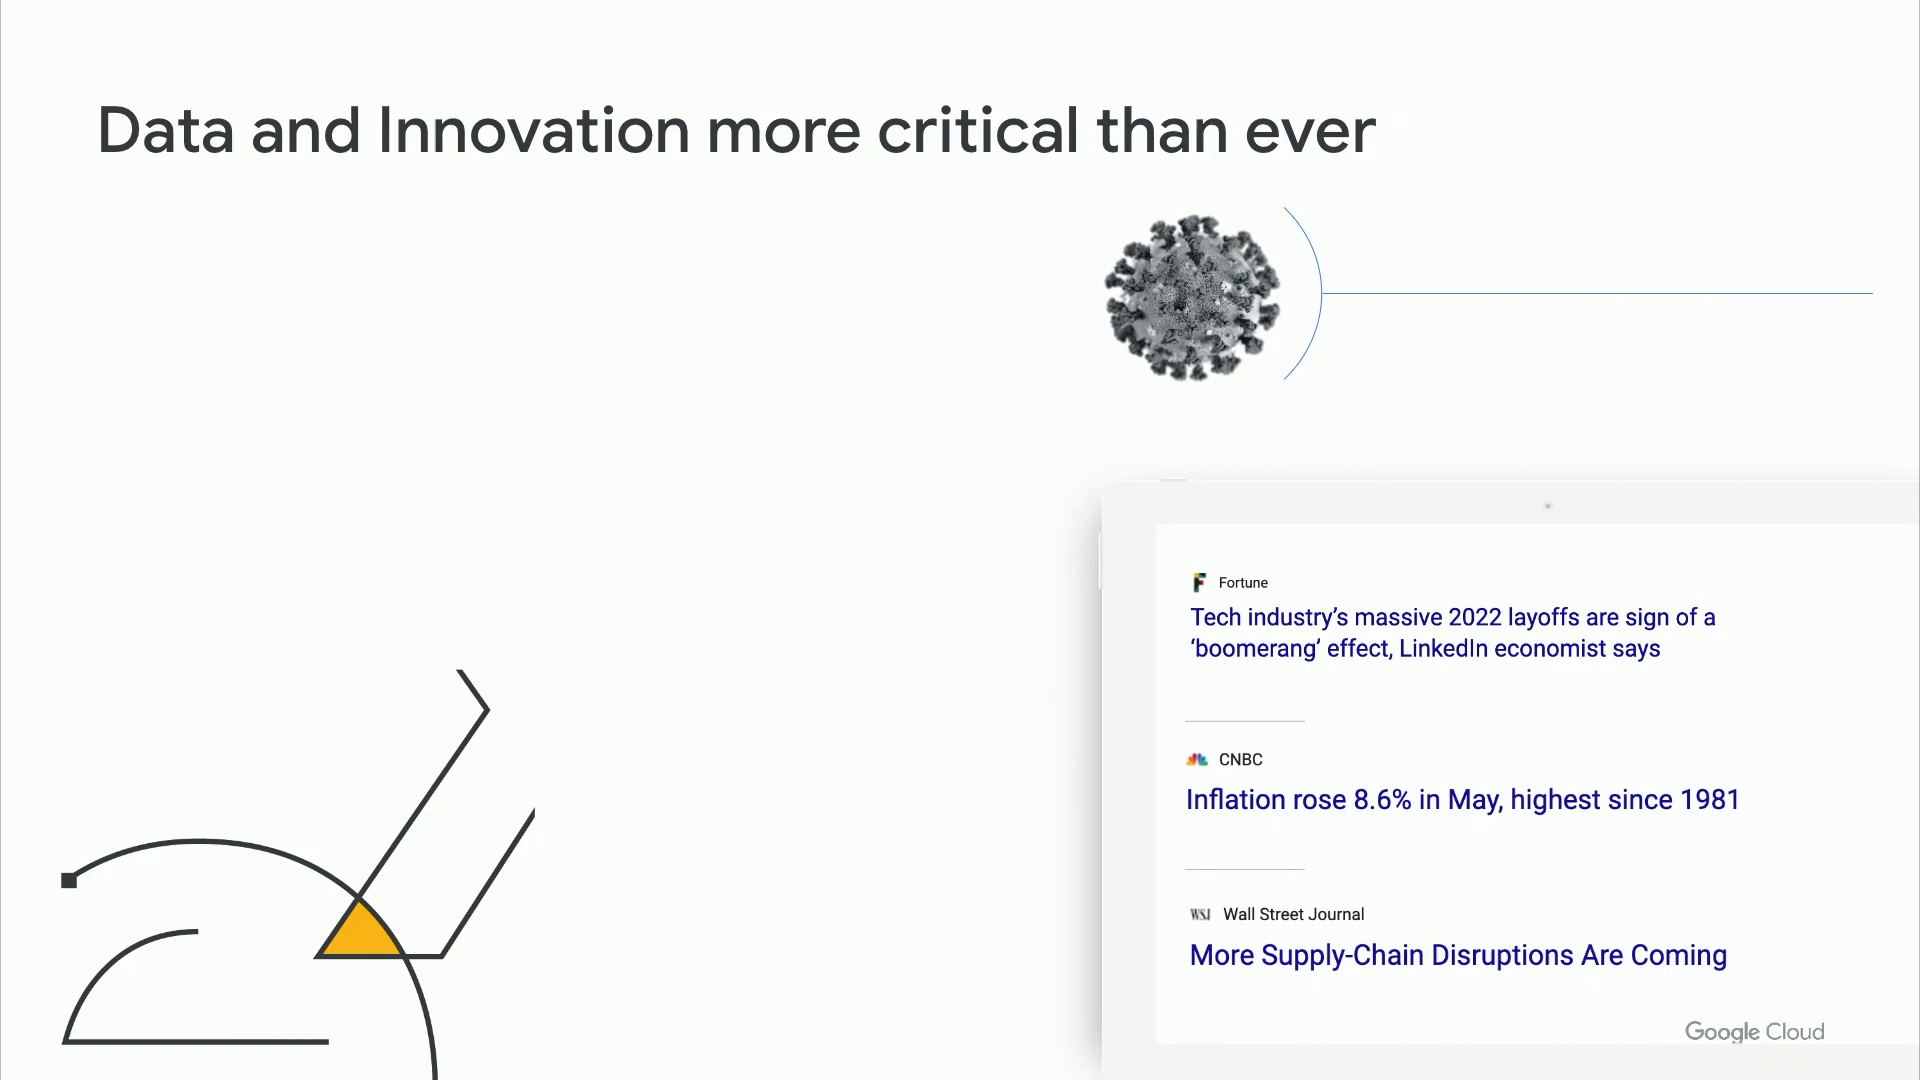 Data and Innovation more critical than ever
Fortune
Tech industry’s massive 2022 layoffs are sign of a
‘boomerang’ effect, LinkedIn economist says
CNBC
Inflation rose 8.6% in May, highest since 1981
WSJ Wall Street Journal
More Supply-Chain Disruptions Are Coming
Google Cloud